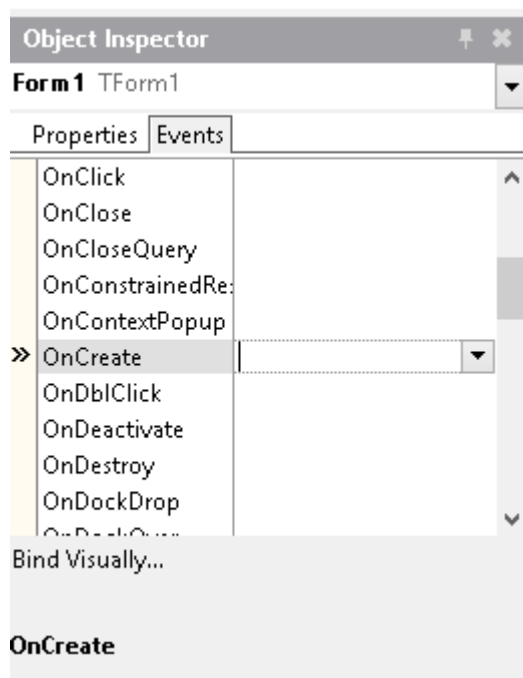 Object Inspector
Form1 TForm1
Properties Events
OnClick
OnClose
OnCloseQuery
OnConstrainedRe
OnContextPopup
OnCreate
OnDblClick
OnDeactivate
OnDestroy
OnDockDrop
Bind Visually...
OnCreate